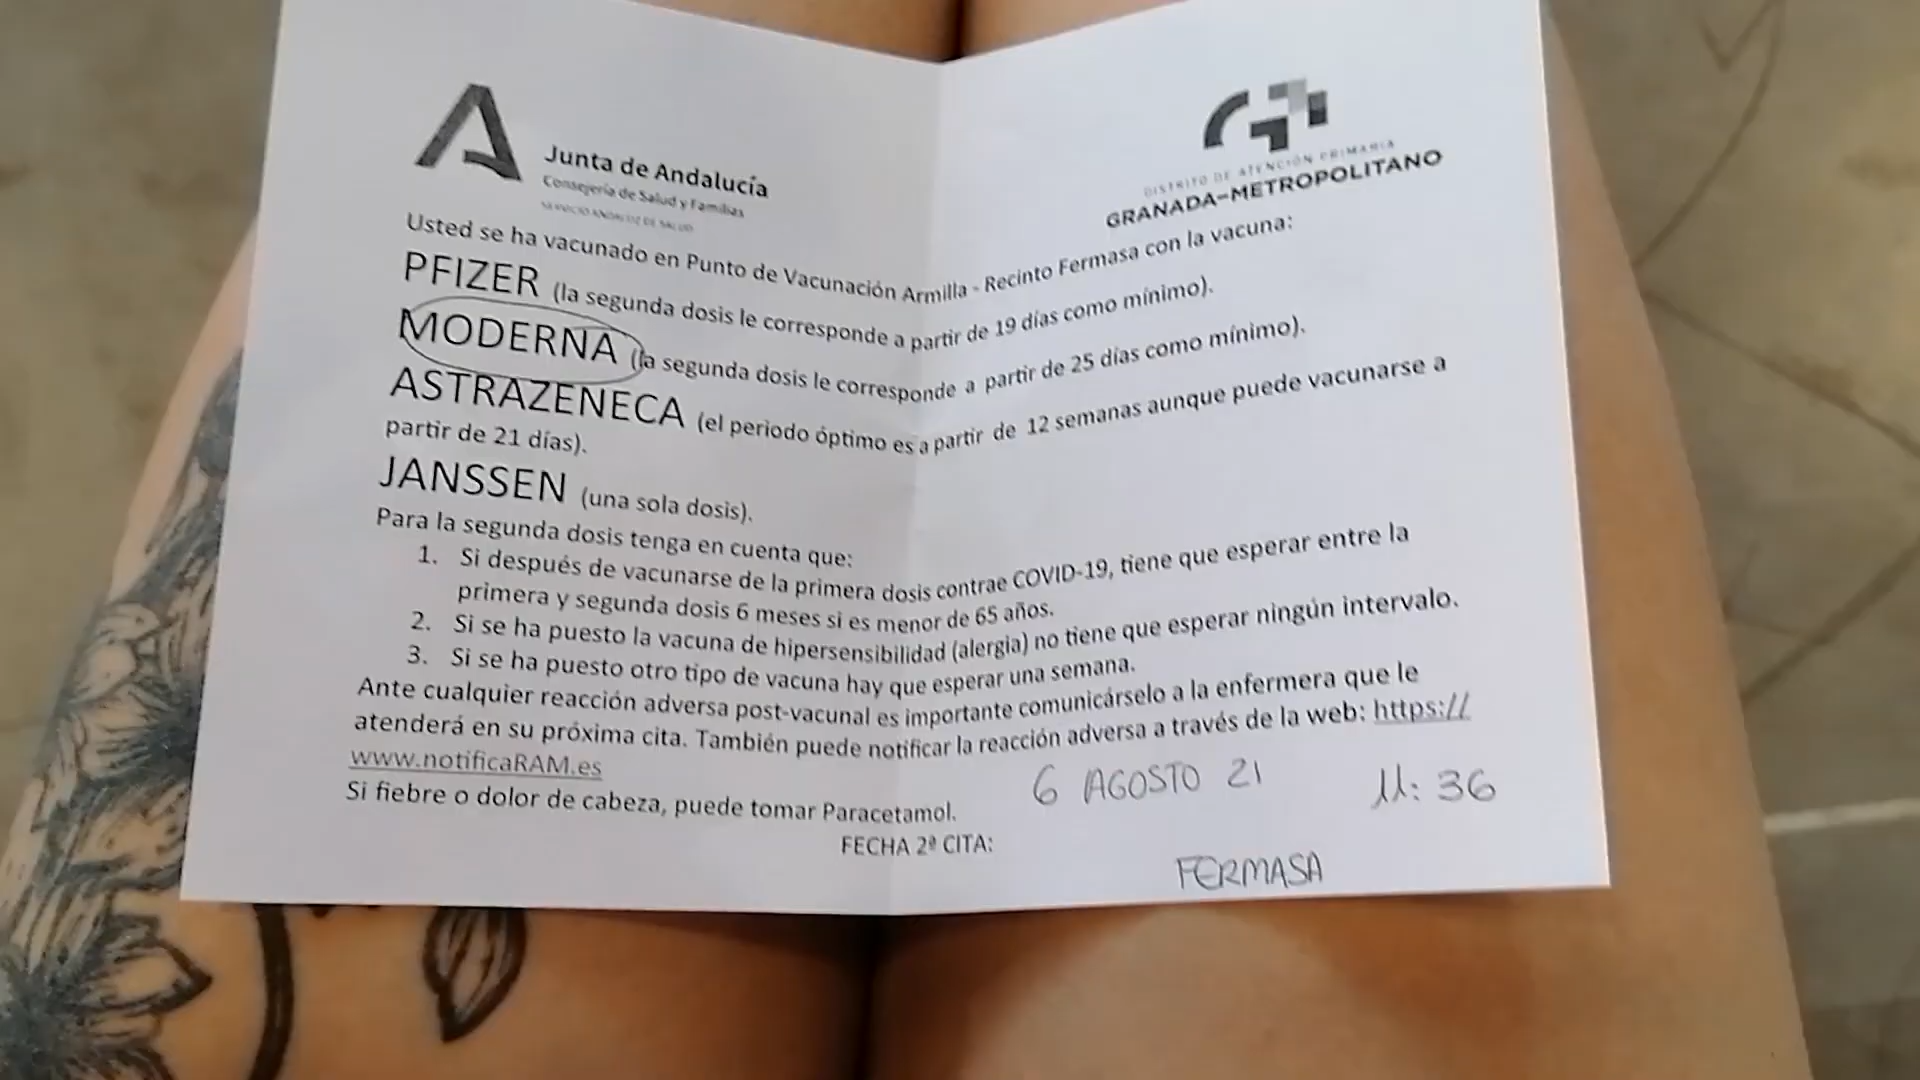 Junta de Andalucía
Consejería de Salud y Familias
SERVICIO ANDALUZ DE SALUD
DISTRITO DE ATENCIÓN PRIMARIA
GRANADA-METROPOLITANO
Usted se ha vacunado en Punto de Vacunación Armilla - Recinto Fermasa con la vacuna:
PFIZER (la segunda dosis le corresponde a partir de 19 días como mínimo).
MODERNA (la segunda dosis le corresponde a partir de 25 días como mínimo).
ASTRAZENECA (el periodo óptimo es a partir de 12 semanas aunque puede vacunarse a
partir de 21 días).
JANSSEN (una sola dosis).
Para la segunda dosis tenga en cuenta que:
1. Si después de vacunarse de la primera dosis contrae COVID-19, tiene que esperar entre la
primera y segunda dosis 6 meses si es menor de 65 años.
2. Si se ha puesto la vacuna de hipersensibilidad (alergia) no tiene que esperar ningún intervalo.
3. Si se ha puesto otro tipo de vacuna hay que esperar una semana.
Ante cualquier reacción adversa post-vacunal es importante comunicárselo a la enfermera que le
atenderá en su próxima cita. También puede notificar la reacción adversa a través de la web: https://
www.notificaRAM.es
Si fiebre o dolor de cabeza, puede tomar Paracetamol.
6 AGOSTO 21 11:36
FECHA 2ª CITA:
FERMASA